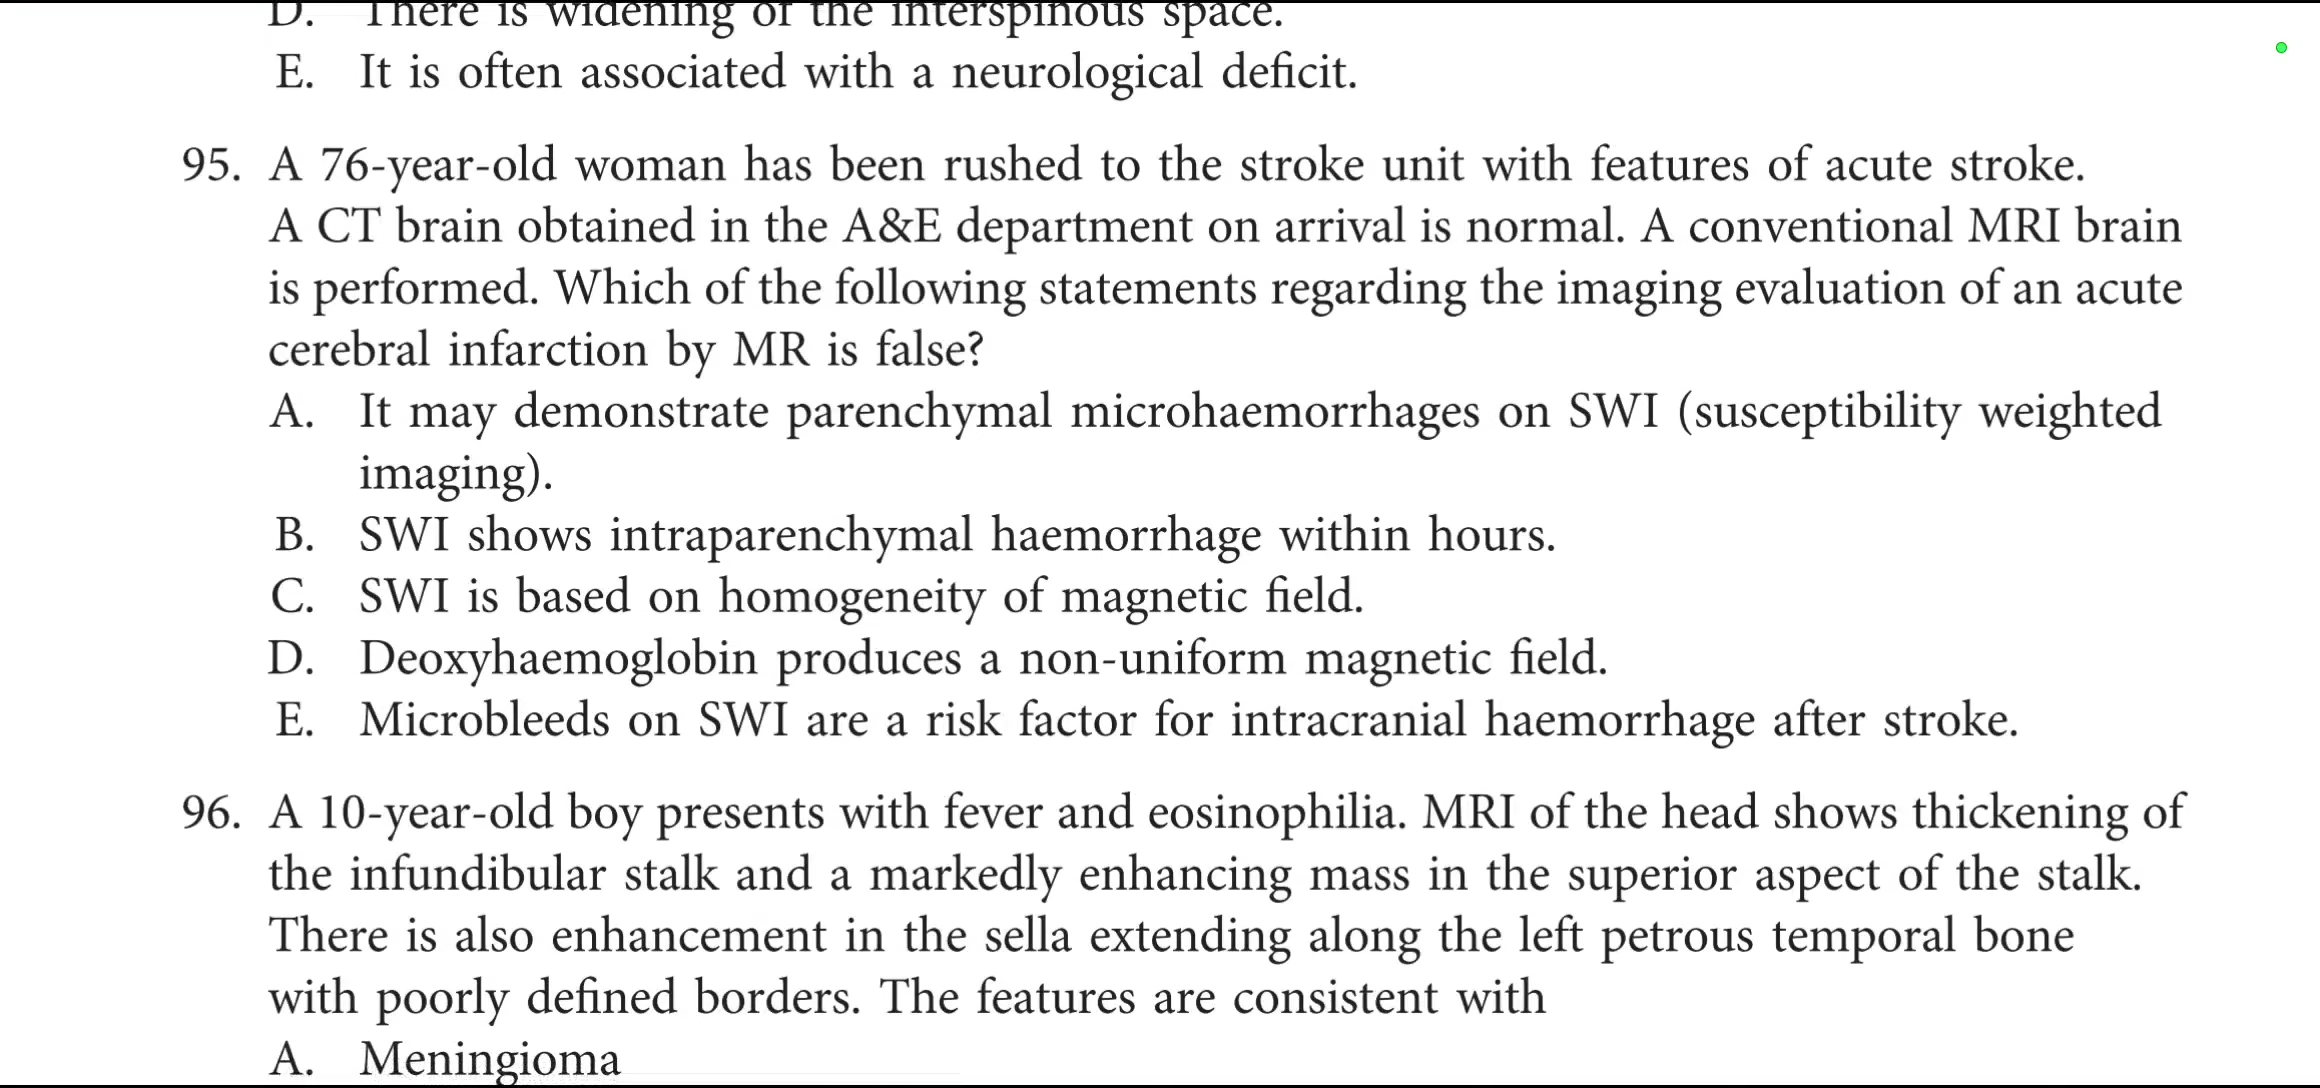 D. There is widening of the interspinous space.
E. It is often associated with a neurological deficit.
95. A 76-year-old woman has been rushed to the stroke unit with features of acute stroke.
A CT brain obtained in the A&E department on arrival is normal. A conventional MRI brain
is performed. Which of the following statements regarding the imaging evaluation of an acute
cerebral infarction by MR is false?
A. It may demonstrate parenchymal microhaemorrhages on SWI (susceptibility weighted
imaging).
B. SWI shows intraparenchymal haemorrhage within hours.
C. SWI is based on homogeneity of magnetic field.
D. Deoxyhaemoglobin produces a non-uniform magnetic field.
E. Microbleeds on SWI are a risk factor for intracranial haemorrhage after stroke.
96. A 10-year-old boy presents with fever and eosinophilia. MRI of the head shows thickening of
the infundibular stalk and a markedly enhancing mass in the superior aspect of the stalk.
There is also enhancement in the sella extending along the left petrous temporal bone
with poorly defined borders. The features are consistent with
A. Meningioma